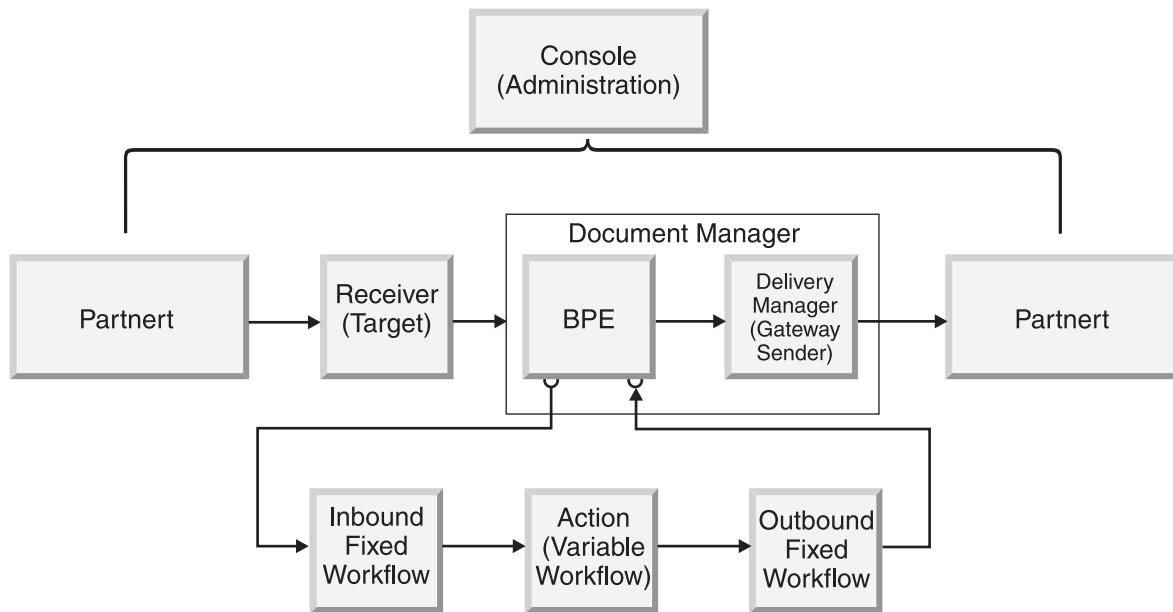 Console
(Administration)
Document Manager
Partnert
Receiver
(Target)
BPE
Delivery
Manager
(Gateway
Sender)
Partnert
Inbound
Fixed
Workflow
Action
(Variable
Workflow)
Outbound
Fixed
Workflow